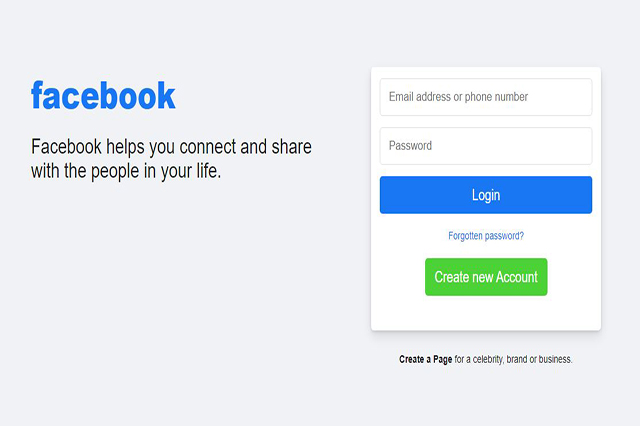 facebook
Facebook helps you connect and share
with the people in your life.
Email address or phone number
Password
Login
Forgotten password?
Create new Account
Create a Page for a celebrity, brand or business.